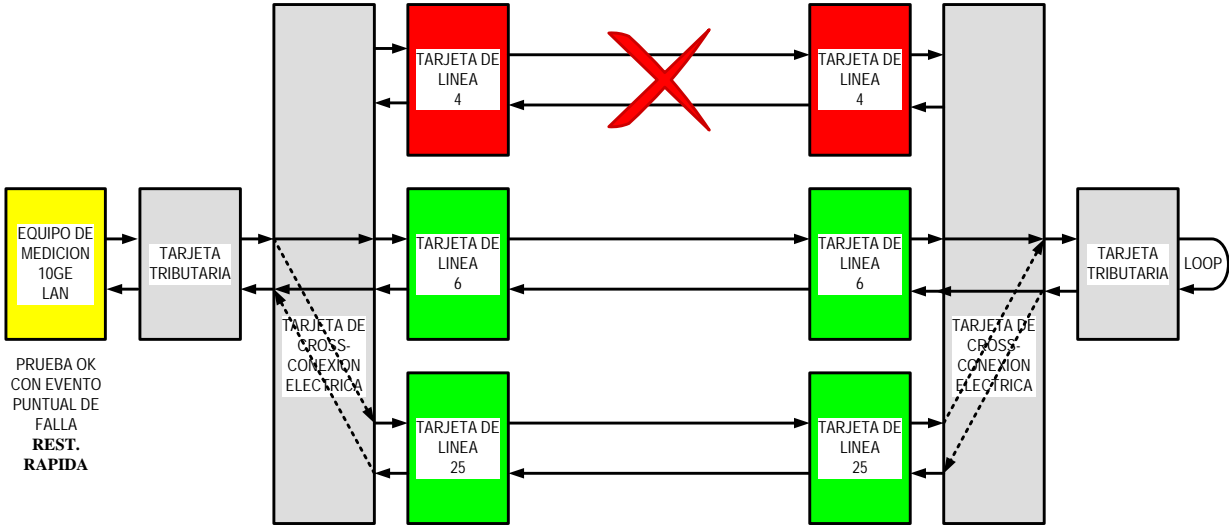 TARJETA DE
LINEA
4
TARJETA DE
LINEA
4
EQUIPO DE
MEDICION
10GE
LAN
TARJETA
TRIBUTARIA
TARJETA DE
LINEA
6
TARJETA DE
LINEA
6
TARJETA
TRIBUTARIA
LOOP
TARJETA DE
CROSS-
CONEXION
ELECTRICA
TARJETA DE
CROSS-
CONEXION
ELECTRICA
PRUEBA OK
CON EVENTO
PUNTUAL DE
FALLA
REST.
RAPIDA
TARJETA DE
LINEA
25
TARJETA DE
LINEA
25